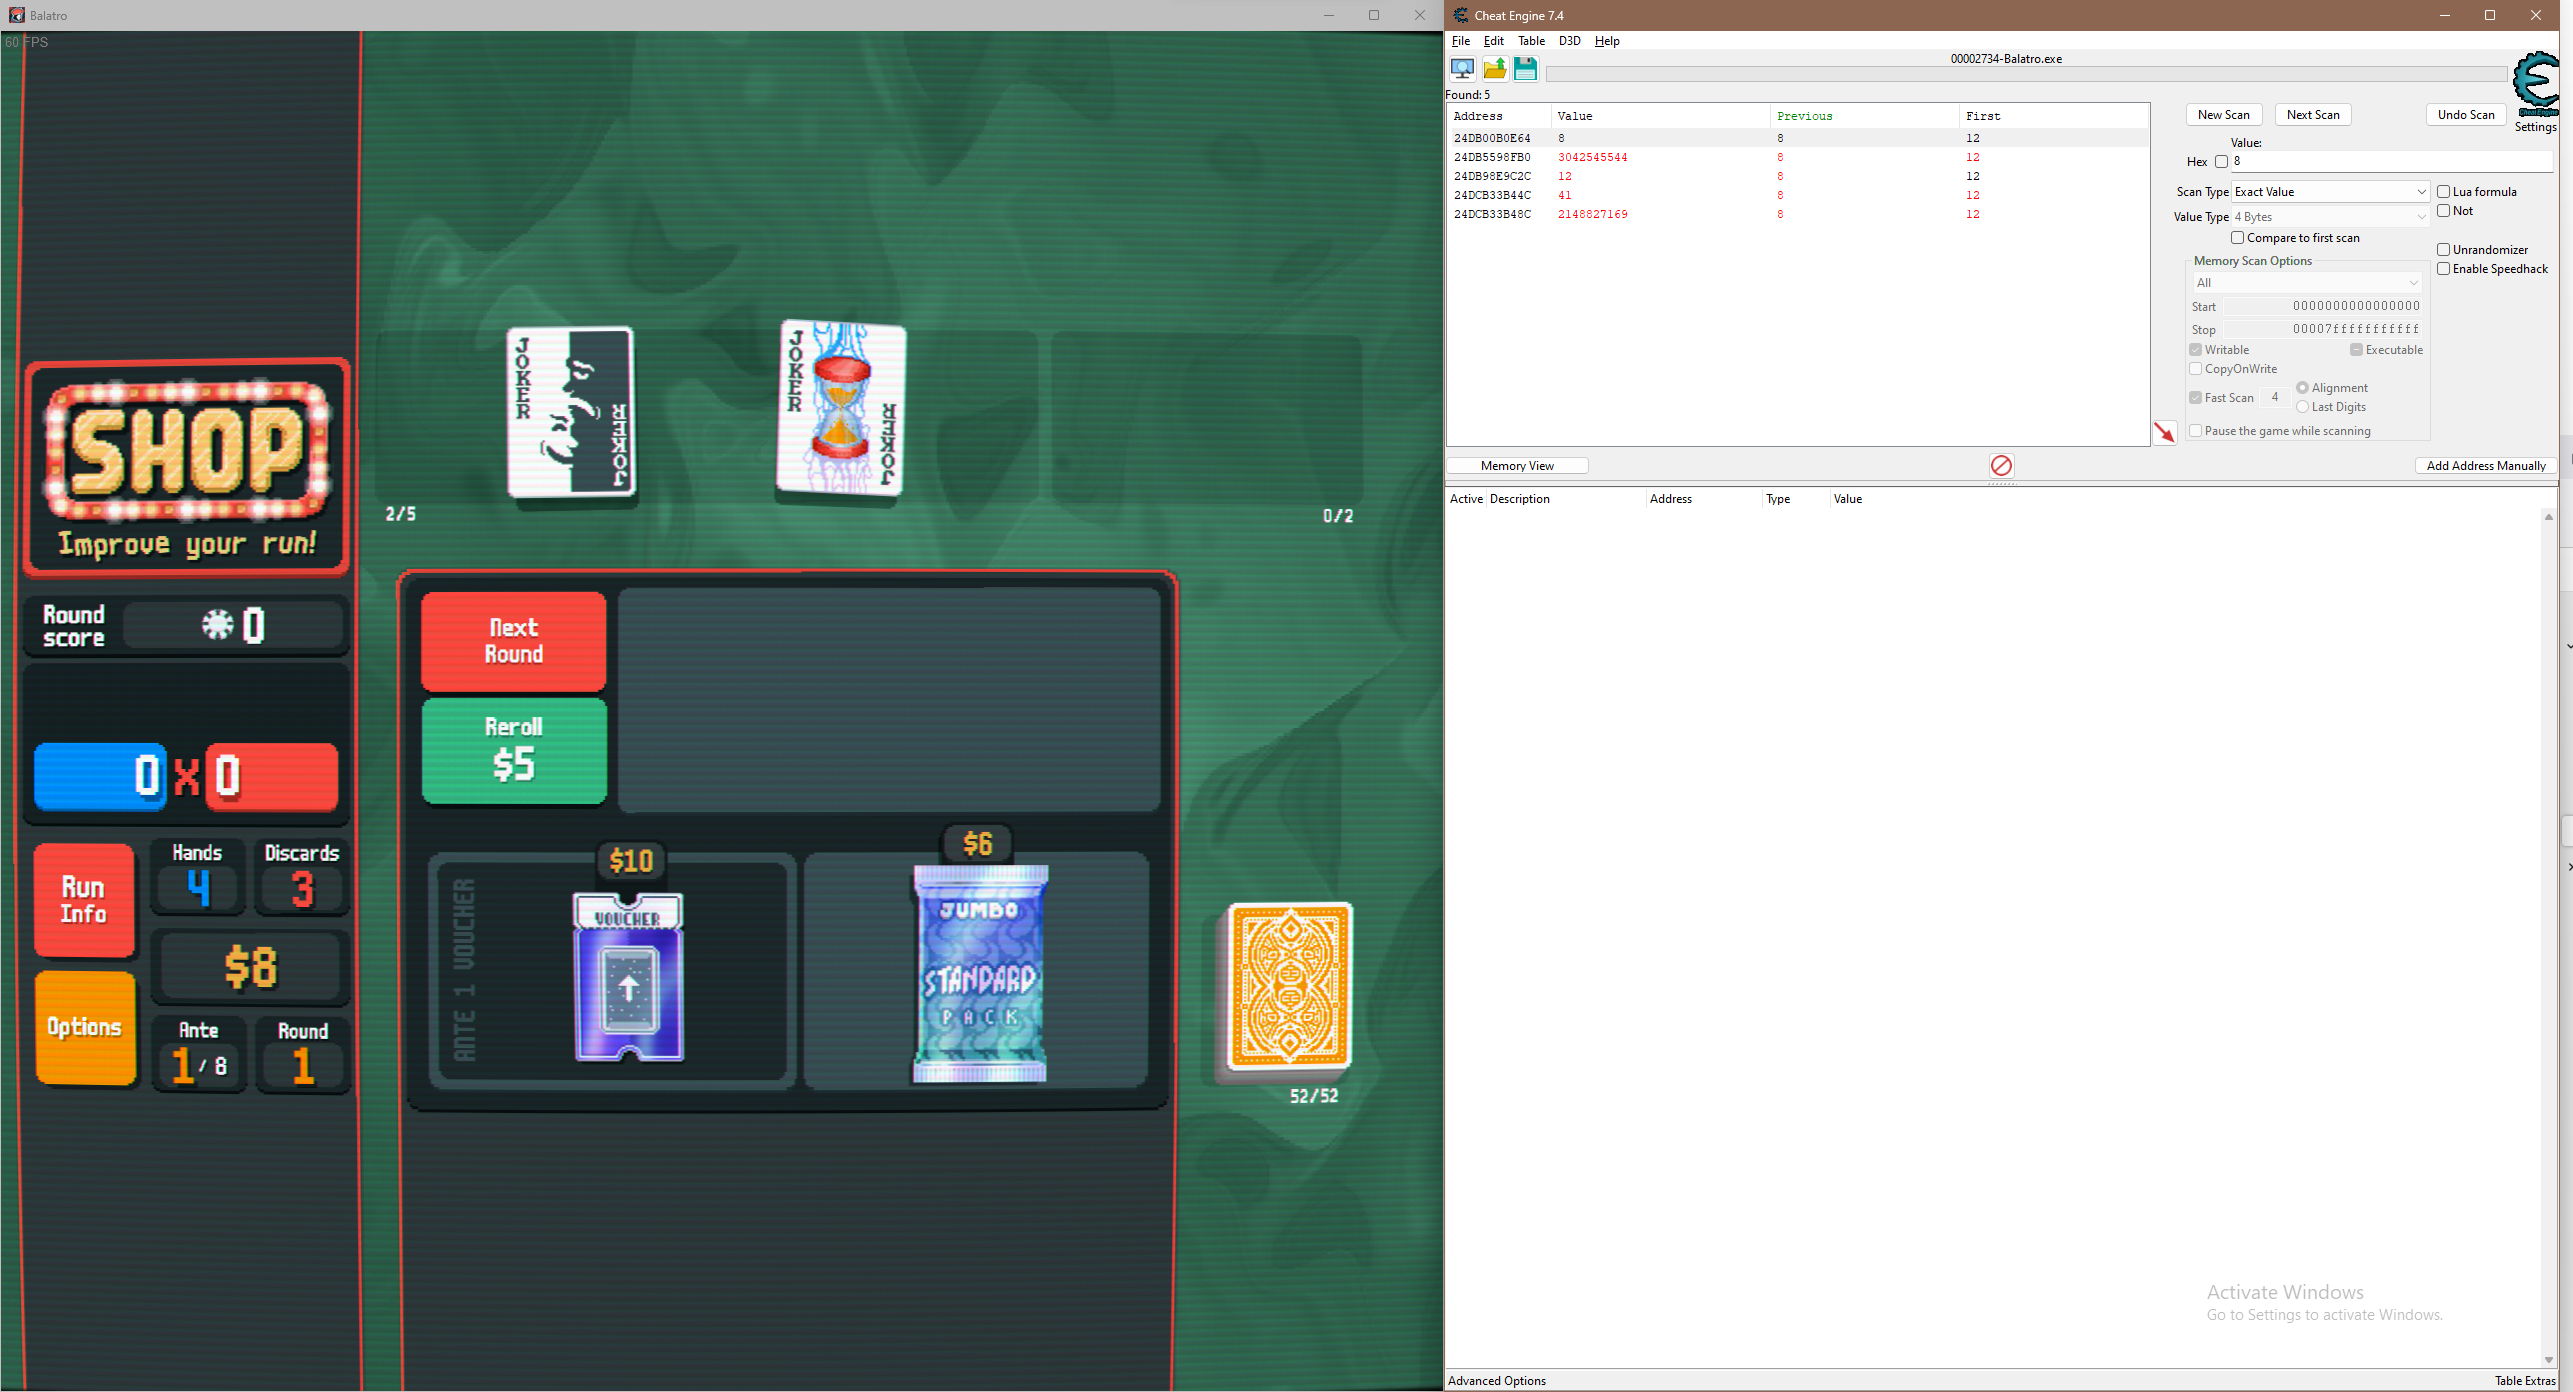 Balatro
60 FPS
SHOP
Improve your run!
Round
score
0
0 X 0
Run
Info
Hands
4
Discards
3
$8
Options
Ante
1 / 8
Round
1
JOKER
JOKER
JOKER
JOKER
2/5
0/2
Next
Round
Reroll
$5
ANTE 1 VOUCHER
$10
VOUCHER
$6
JUMBO
STANDARD
PACK
52/52
Cheat Engine 7.4
File Edit Table D3D Help
00002734-Balatro.exe
Found: 5
Address Value Previous First
24DB00B0E64 8 8 12
24DB5598FB0 3042545544 8 12
24DB98E9C2C 12 8 12
24DCB33B44C 41 8 12
24DCB33B48C 2148827169 8 12
New Scan Next Scan Undo Scan
Settings
Value:
Hex 8
Scan Type Exact Value
Lua formula
Value Type 4 Bytes
Not
Compare to first scan
Unrandomizer
Memory Scan Options
Enable Speedhack
All
Start 0000000000000000
Stop 00007fffffffffff
Writable Executable
CopyOnWrite
Fast Scan 4 Alignment
Last Digits
Pause the game while scanning
Memory View
Add Address Manually
Active Description Address Type Value
Activate Windows
Go to Settings to activate Windows.
Advanced Options
Table Extras